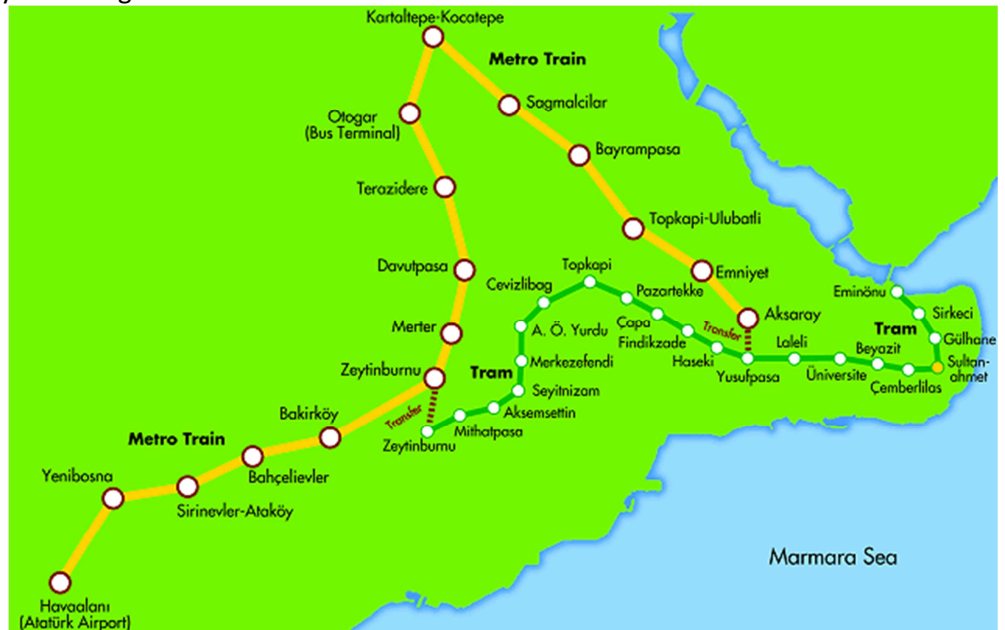 Kartaltepe-Kocatepe
Metro Train
Sagmalcilar
Otogar
(Bus Terminal)
Bayrampasa
Terazidere
Topkapi-Ulubatli
Davutpasa
Topkapi
Emniyet
Cevizlibag
Pazartekke
Eminönu
Merter
A. Ö. Yurdu
Çapa
Transfer
Aksaray
Sirkeci
Tram
Findikzade
Laleli
Gülhane
Zeytinburnu
Merkezefendi
Haseki
Beyazit
Sultan-
ahmet
Tram
Yusufpasa
Üniversite
Çemberlilas
Seyitnizam
Bakirköy
Transfer
Aksemsettin
Mithatpasa
Zeytinburnu
Metro Train
Yenibosna
Bahçelievler
Sirinevler-Ataköy
Marmara Sea
Havaalanı
(Atatürk Airport)